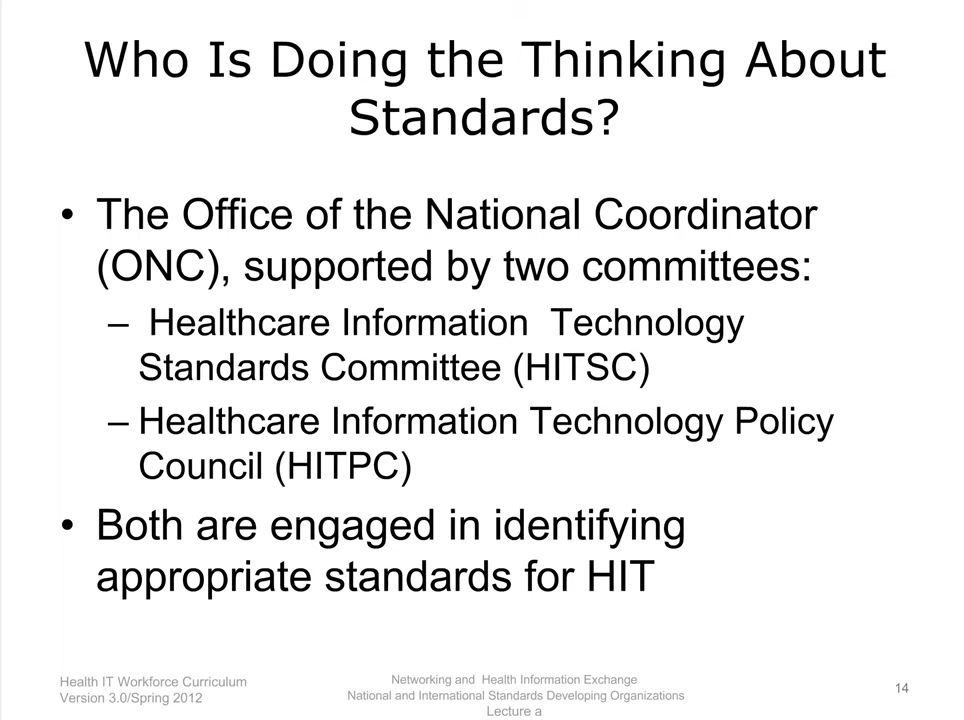 Who Is Doing the Thinking About
Standards?
• The Office of the National Coordinator
(ONC), supported by two committees:
– Healthcare Information  Technology
Standards Committee (HITSC)
– Healthcare Information Technology Policy
Council (HITPC)
• Both are engaged in identifying
appropriate standards for HIT
Health IT Workforce Curriculum
Version 3.0/Spring 2012
Networking and  Health Information Exchange
National and International Standards Developing Organizations
Lecture a
14